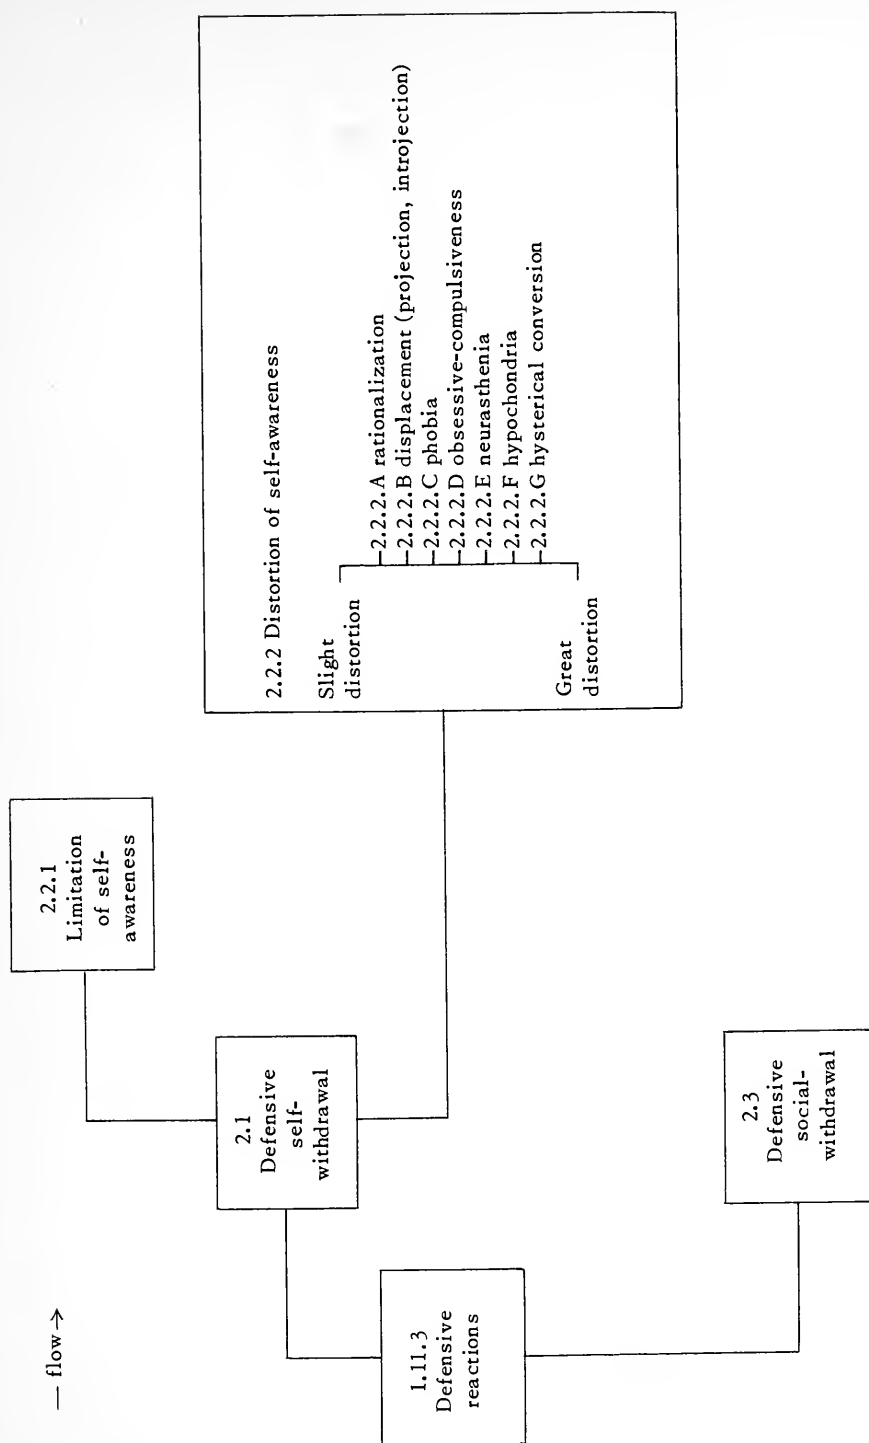 — flow →
1.11.3
Defensive
reactions
2.1
Defensive
self-
withdrawal
2.3
Defensive
social-
withdrawal
2.2.1
Limitation
of self-
awareness
2.2.2 Distortion of self-awareness
Slight
distortion
2.2.2.A rationalization
2.2.2.B displacement (projection, introjection)
2.2.2.C phobia
2.2.2.D obsessive-compulsiveness
2.2.2.E neurasthenia
2.2.2.F hypochondria
2.2.2.G hysterical conversion
Great
distortion